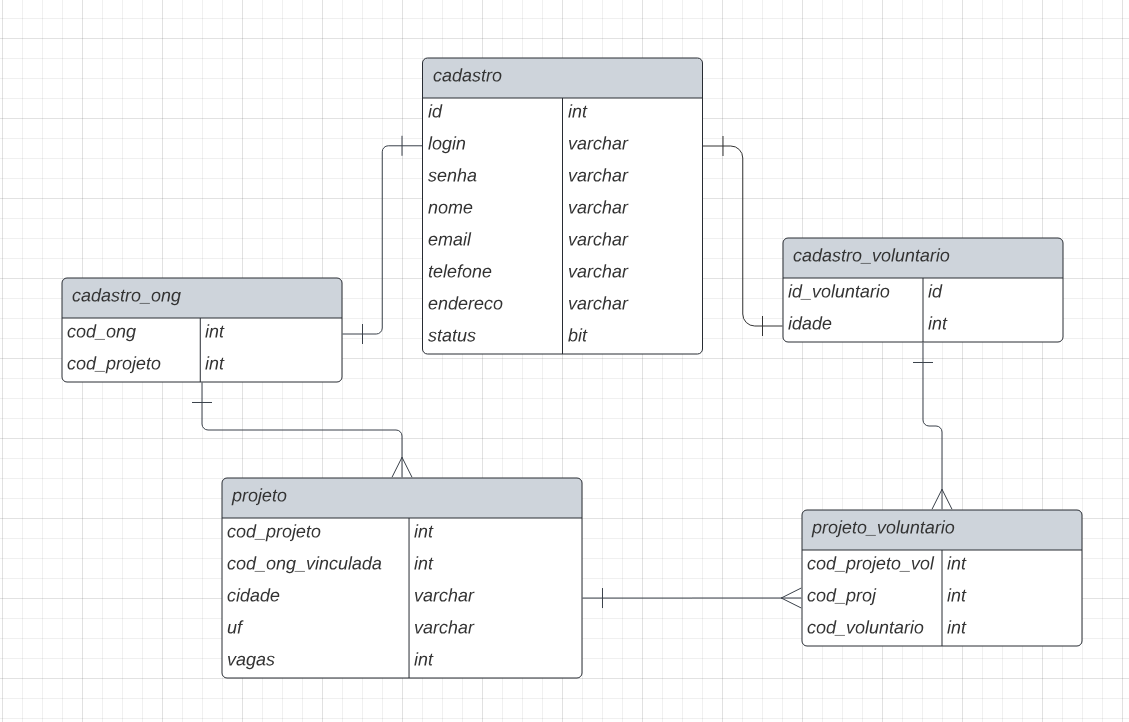 cadastro
id int
login varchar
senha varchar
nome varchar
email varchar
telefone varchar
endereco varchar
status bit
cadastro_voluntario
id_voluntario id
idade int
cadastro_ong
cod_ong int
cod_projeto int
projeto
cod_projeto int
cod_ong_vinculada int
cidade varchar
uf varchar
vagas int
projeto_voluntario
cod_projeto_vol int
cod_proj int
cod_voluntario int